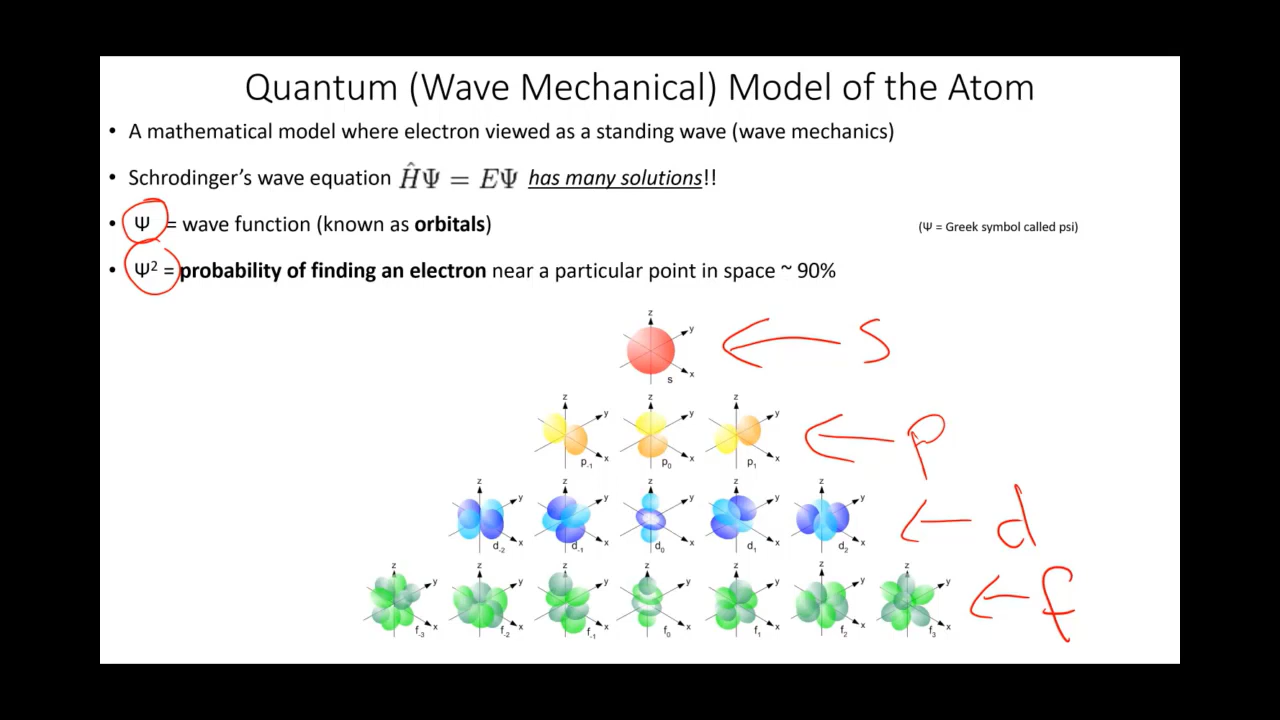 Quantum (Wave Mechanical) Model of the Atom
• A mathematical model where electron viewed as a standing wave (wave mechanics)
• Schrodinger’s wave equation ĤΨ = EΨ has many solutions!!
• Ψ = wave function (known as orbitals) (Ψ = Greek symbol called psi)
• Ψ² = probability of finding an electron near a particular point in space ~ 90%
z y x s S
z y x p₋₁ z y x p₀ z y x p₁ p
z y x d₋₂ z y x d₋₁ z y x d₀ z y x d₁ z y x d₂ d
z y x f₋₃ z y x f₋₂ z y x f₋₁ z y x f₀ z y x f₁ z y x f₂ z y x f₃ f